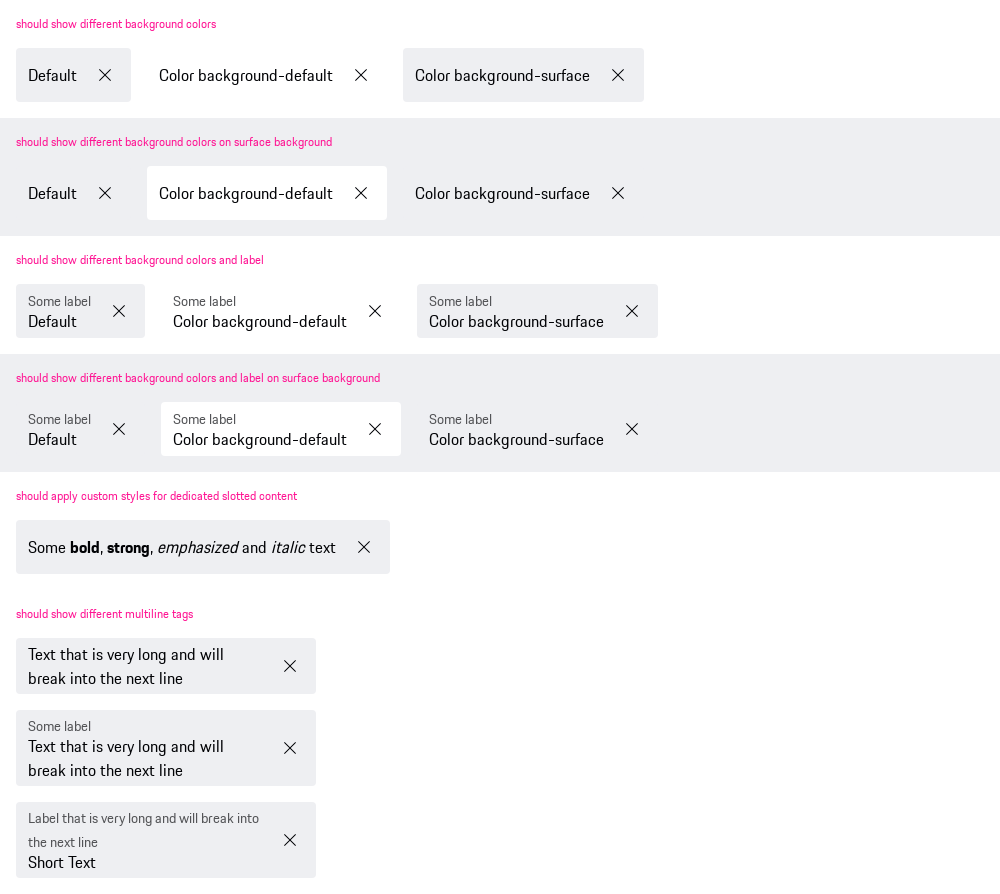 should show different background colors
Default
Color background-default
Color background-surface
should show different background colors on surface background
Default
Color background-default
Color background-surface
should show different background colors and label
Some label
Default
Some label
Color background-default
Some label
Color background-surface
should show different background colors and label on surface background
Some label
Default
Some label
Color background-default
Some label
Color background-surface
should apply custom styles for dedicated slotted content
Some bold, strong, emphasized and italic text
should show different multiline tags
Text that is very long and will
break into the next line
Some label
Text that is very long and will
break into the next line
Label that is very long and will break into
the next line
Short Text